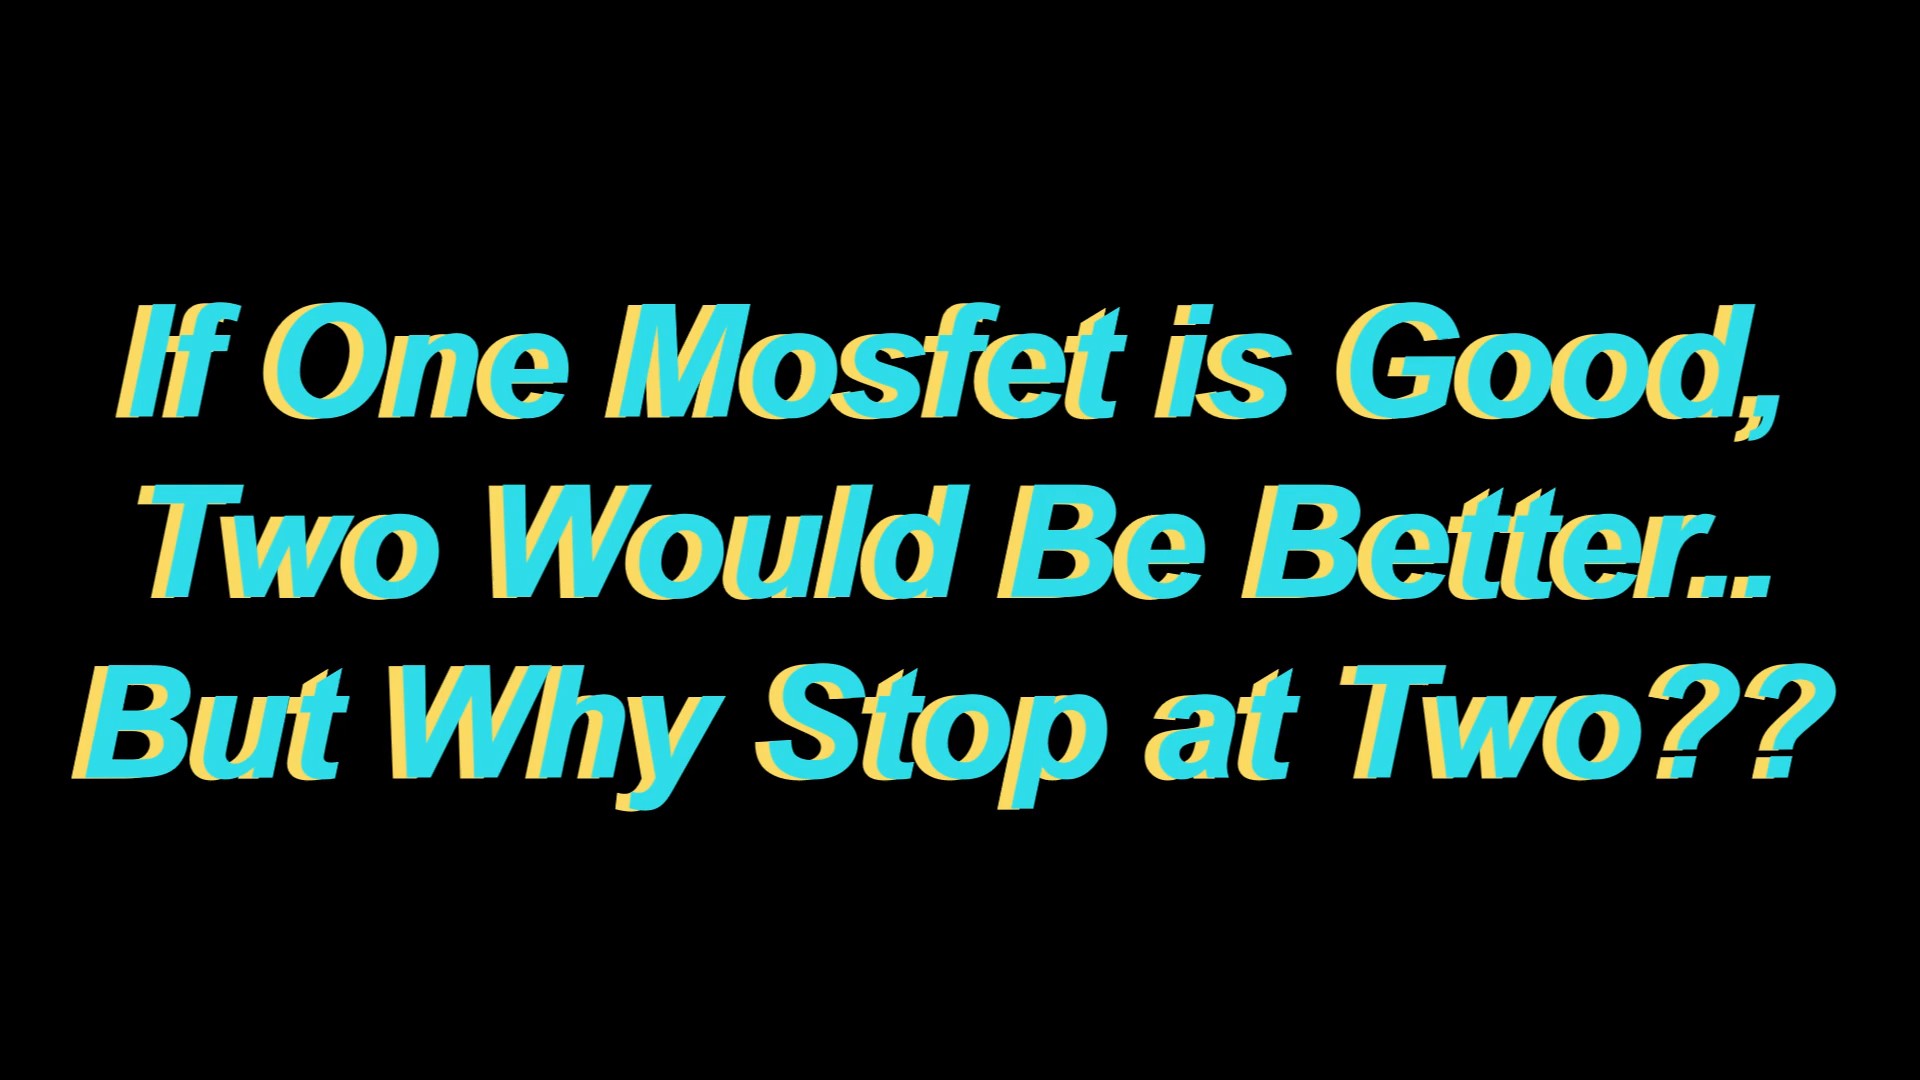 If One Mosfet is Good,
Two Would Be Better..
But Why Stop at Two??